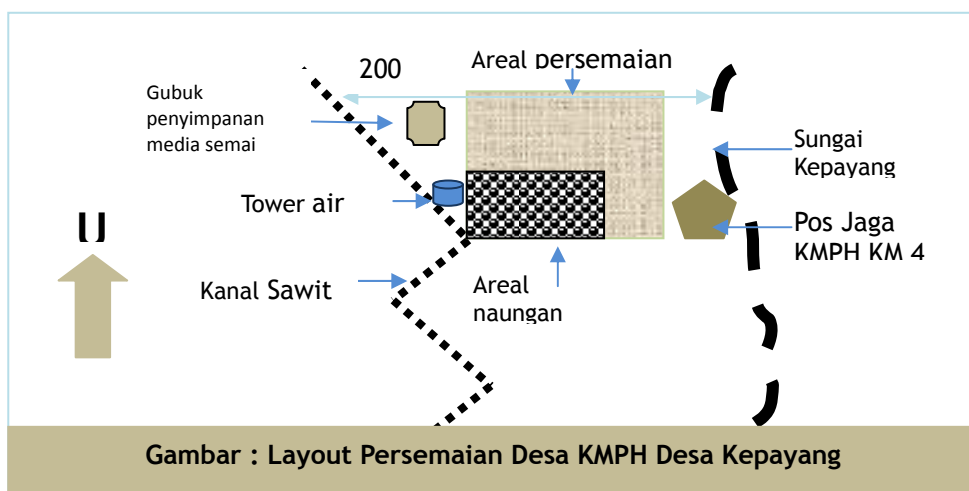 200
Areal persemaian
Gubuk
penyimpanan
media semai
Sungai
Kepayang
Tower air
U
Pos Jaga
KMPH KM 4
Kanal Sawit
Areal
naungan
Gambar : Layout Persemaian Desa KMPH Desa Kepayang